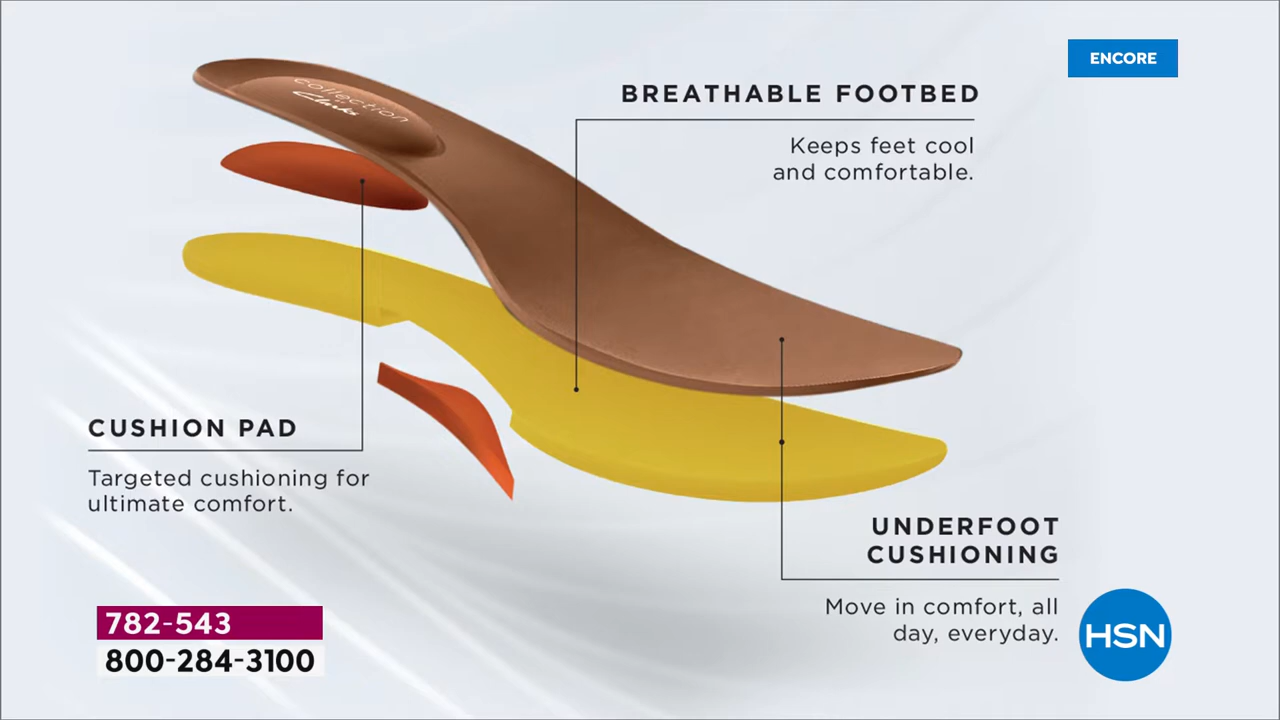 ENCORE
collection
Clarks
BREATHABLE FOOTBED
Keeps feet cool
and comfortable.
CUSHION PAD
Targeted cushioning for
ultimate comfort.
UNDERFOOT
CUSHIONING
Move in comfort, all
day, everyday.
782-543
800-284-3100
HSN